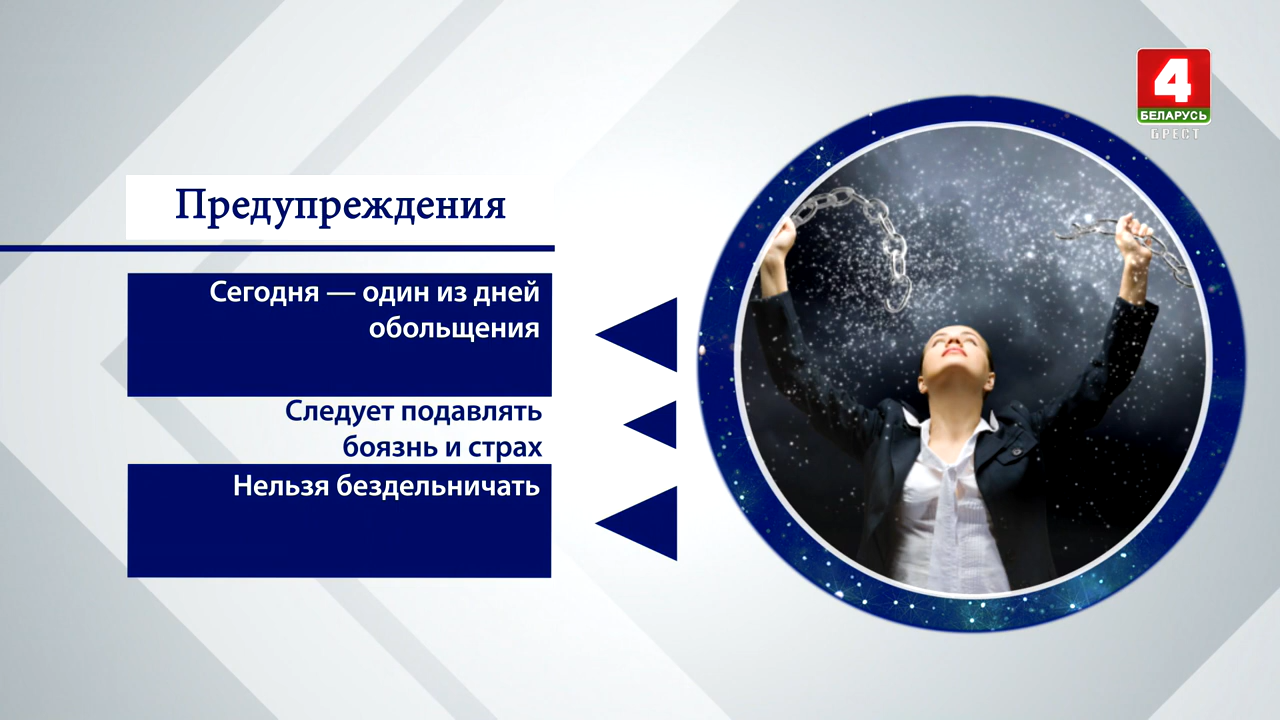 4
БЕЛАРУСЬ
БРЕСТ
Предупреждения
Сегодня — один из дней
обольщения
Следует подавлять
боязнь и страх
Нельзя бездельничать